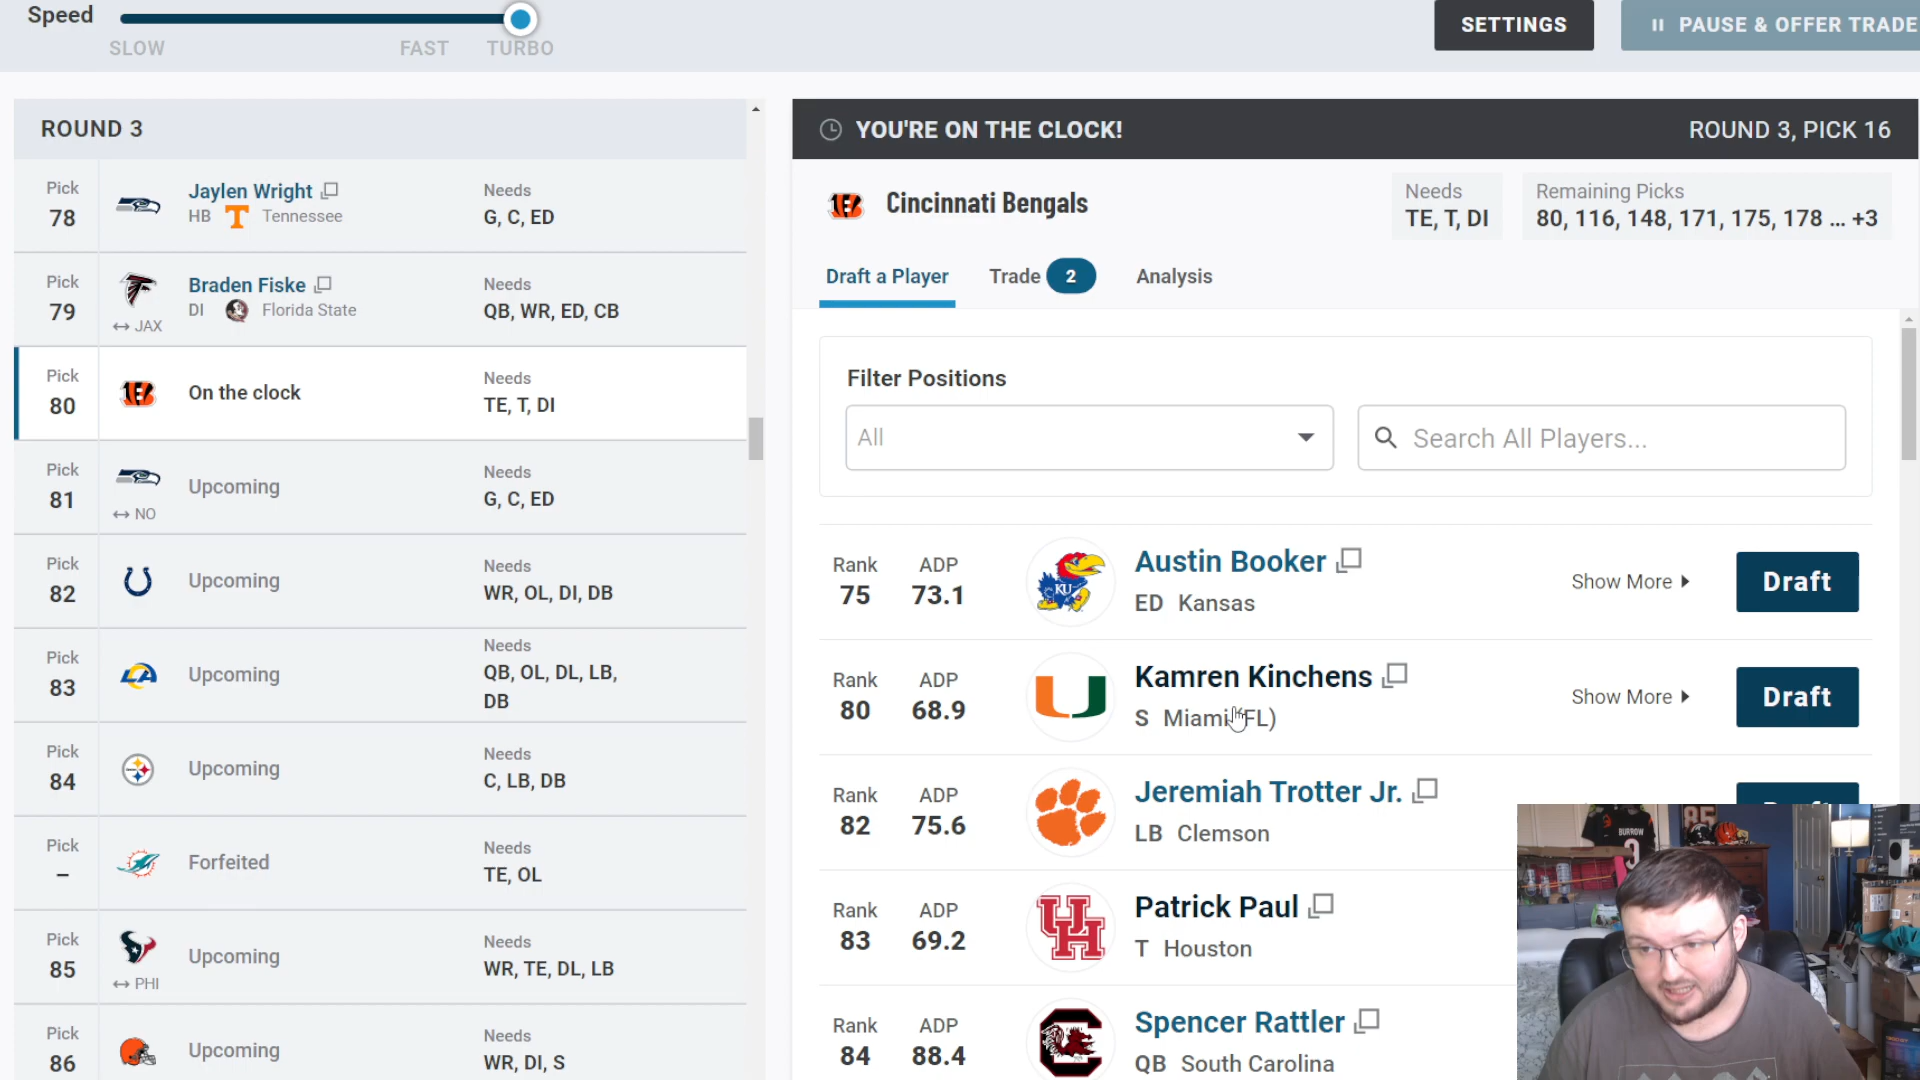 Speed
SLOW
FAST
TURBO
SETTINGS
PAUSE & OFFER TRADE
ROUND 3
Pick
78
Jaylen Wright
HB
Tennessee
Needs
G, C, ED
Pick
79
↔ JAX
Braden Fiske
DI
Florida State
Needs
QB, WR, ED, CB
Pick
80
On the clock
Needs
TE, T, DI
Pick
81
↔ NO
Upcoming
Needs
G, C, ED
Pick
82
Upcoming
Needs
WR, OL, DI, DB
Pick
83
Upcoming
Needs
QB, OL, DL, LB,
DB
Pick
84
Upcoming
Needs
C, LB, DB
Pick
–
Forfeited
Needs
TE, OL
Pick
85
↔ PHI
Upcoming
Needs
WR, TE, DL, LB
Pick
86
Upcoming
Needs
WR, DI, S
YOU'RE ON THE CLOCK!
ROUND 3, PICK 16
Cincinnati Bengals
Needs
TE, T, DI
Remaining Picks
80, 116, 148, 171, 175, 178 ... +3
Draft a Player
Trade 2
Analysis
Filter Positions
All
Search All Players...
Rank
75
ADP
73.1
KU
Austin Booker
ED Kansas
Show More
Draft
Rank
80
ADP
68.9
Kamren Kinchens
S Miami (FL)
Show More
Draft
Rank
82
ADP
75.6
Jeremiah Trotter Jr.
LB Clemson
Rank
83
ADP
69.2
Patrick Paul
T Houston
Rank
84
ADP
88.4
Spencer Rattler
QB South Carolina
BURROW
9
85